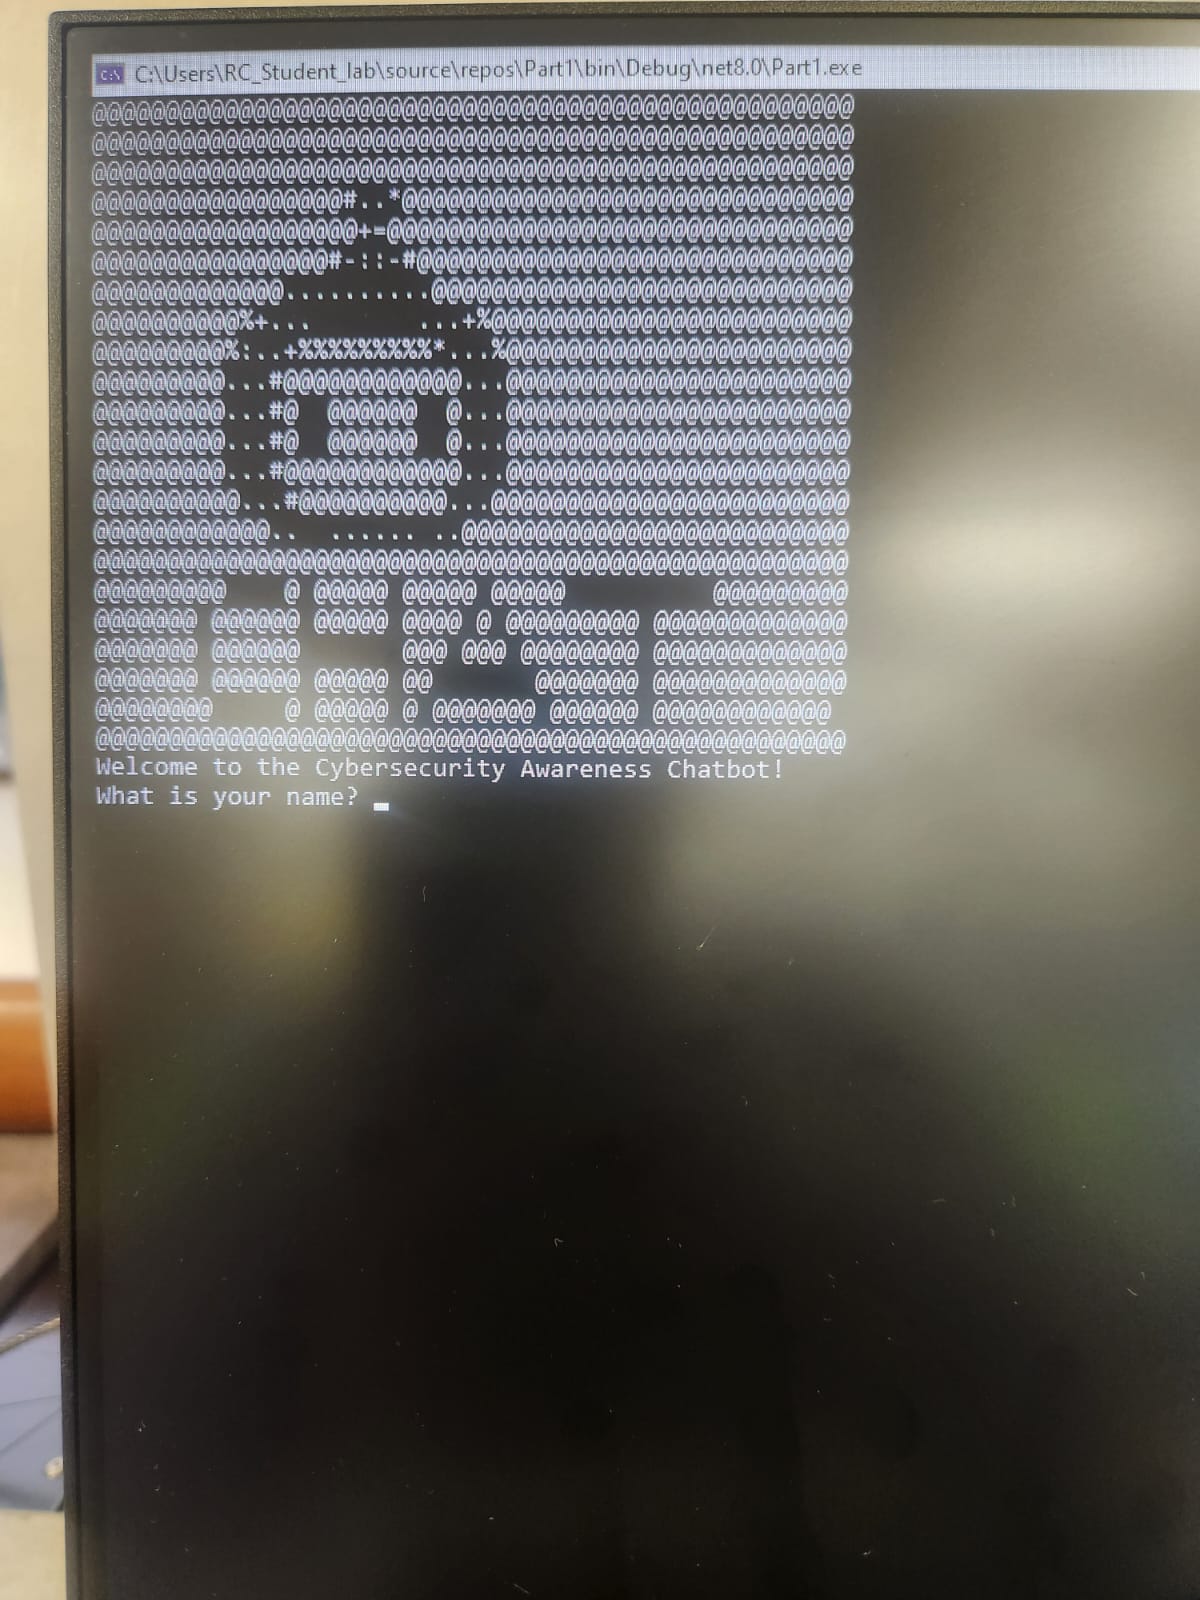 C:\ C:\Users\RC_Student_lab\source\repos\Part1\bin\Debug\net8.0\Part1.exe
CHAT
Welcome to the Cybersecurity Awareness Chatbot!
What is your name?